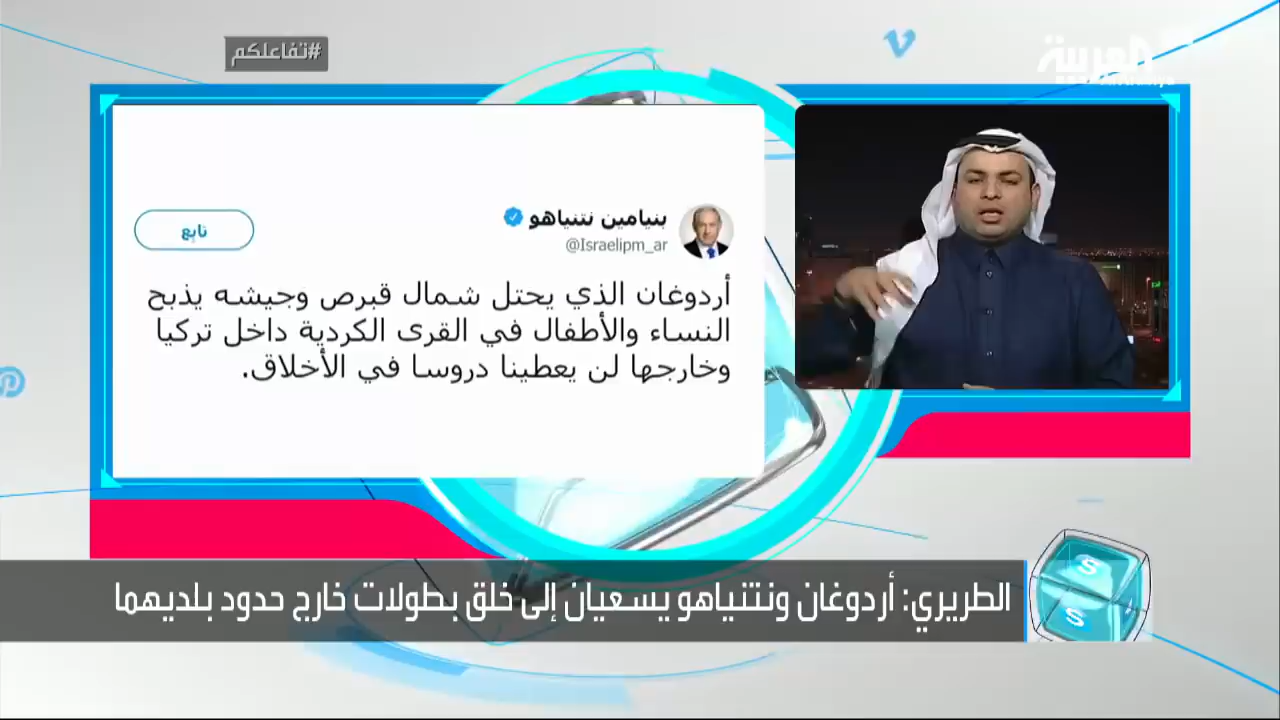 #تفاعلكم
العربية
بنيامين نتنياهو
@Israelipm_ar
تابع
أردوغان الذي يحتل شمال قبرص وجيشه يذبح
النساء والأطفال في القرى الكردية داخل تركيا
وخارجها لن يعطينا دروسا في الأخلاق.
الطريري: أردوغان ونتنياهو يسعيان إلى خلق بطولات خارج حدود بلديهما